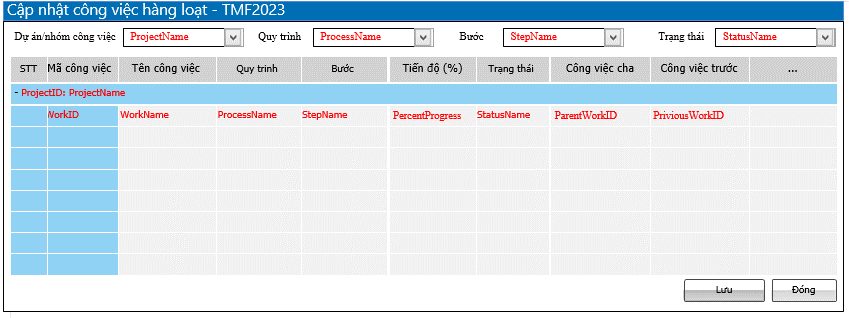 Cập nhật công việc hàng loạt - TMF2023
Dự án/nhóm công việc ProjectName Quy trình ProcessName Bước StepName Trạng thái StatusName
STT Mã công việc Tên công việc Quy trình Bước Tiến độ (%) Trạng thái Công việc cha Công việc trước ...
- ProjectID: ProjectName
WorkID WorkName ProcessName StepName PercentProgress StatusName ParentWorkID PriviousWorkID
Lưu Đóng